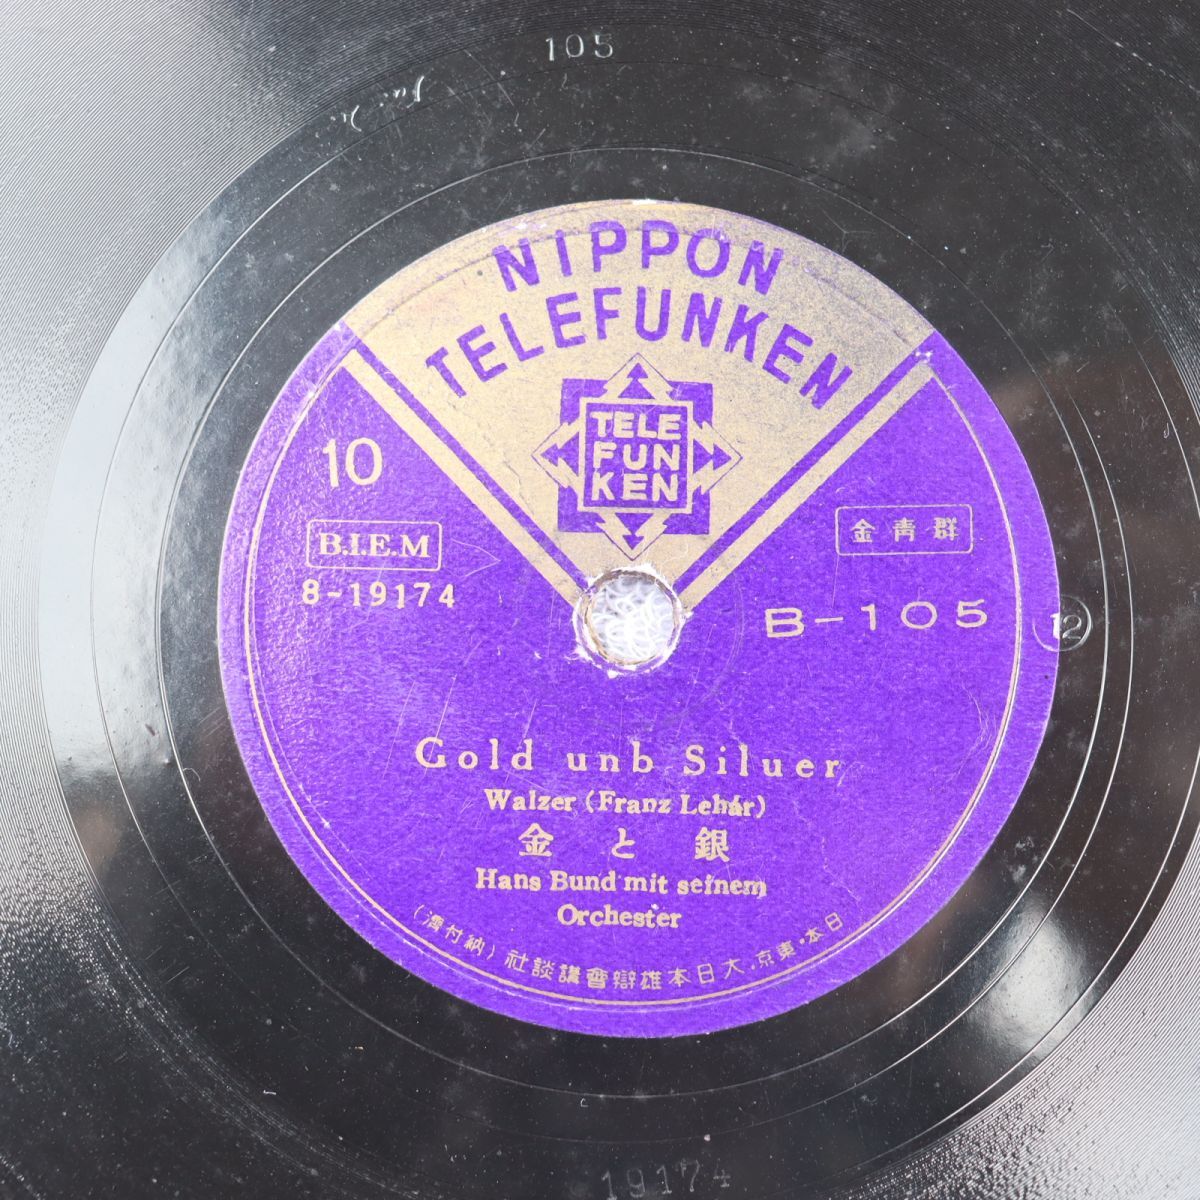 105
NIPPON
TELEFUNKEN
TELE
FUN
KEN
10
B.I.E.M
8-19174
金青群
B-105
12
Gold unb Siluer
Walzer (Franz Lehár)
金と銀
Hans Bund mit seinem
Orchester
(濟付納) 社談講會辯雄本日大.京東・本日
19174